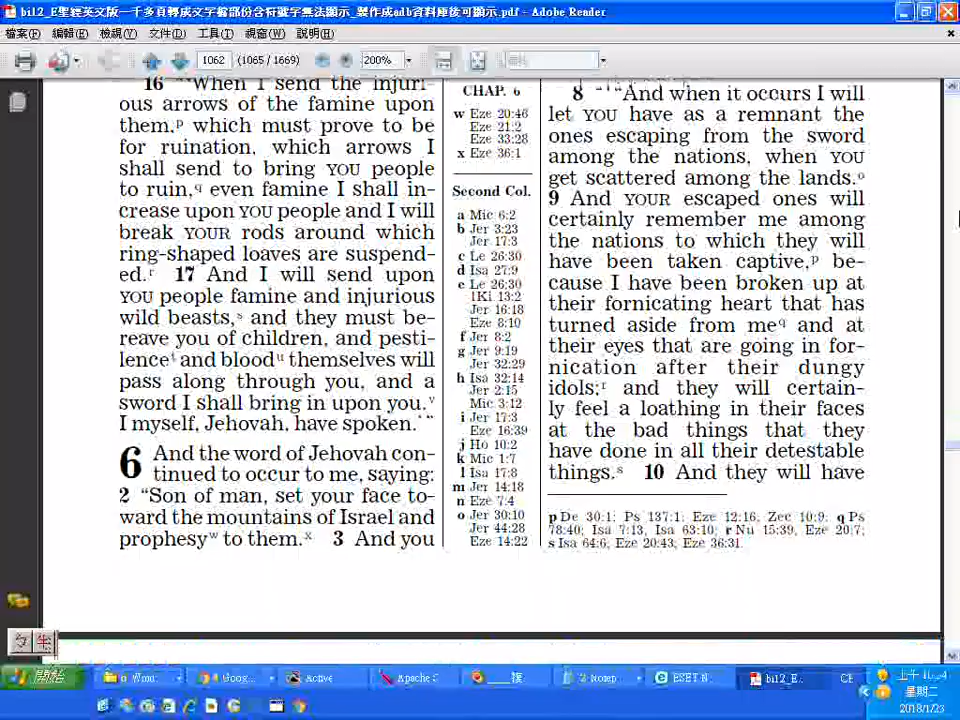 bi12_E聖經英文版一千多頁轉成文字檔部份含符號字無法顯示_製作成adb資料庫後可顯示.pdf - Adobe Reader
檔案(F) 編輯(E) 檢視(V) 文件(D) 工具(T) 視窗(W) 說明(H)
1062 (1065 / 1669) 200% 尋找
16 “‘“When I send the injuri-
ous arrows of the famine upon
them,p which must prove to be
for ruination, which arrows I
shall send to bring YOU people
to ruin,q even famine I shall in-
crease upon YOU people and I will
break YOUR rods around which
ring-shaped loaves are suspend-
ed.r 17 And I will send upon
YOU people famine and injurious
wild beasts,s and they must be-
reave you of children, and pesti-
lencet and bloodu themselves will
pass along through you, and a
sword I shall bring in upon you.v
I myself, Jehovah, have spoken.’”
6 And the word of Jehovah con-
tinued to occur to me, saying:
2 “Son of man, set your face to-
ward the mountains of Israel and
prophesyw to them.x 3 And you
CHAP. 6
w Eze 20:46
Eze 21:2
Eze 33:28
x Eze 36:1
Second Col.
a Mic 6:2
b Jer 3:23
Jer 17:3
c Le 26:30
d Isa 27:9
e Le 26:30
1Ki 13:2
Jer 16:18
Eze 8:10
f Jer 8:2
g Jer 9:19
Jer 32:29
h Isa 32:14
Jer 2:15
Mic 3:12
i Jer 17:3
Eze 16:39
j Ho 10:2
k Mic 1:7
l Isa 17:8
m Jer 14:18
n Eze 7:4
o Jer 30:10
Jer 44:28
Eze 14:22
8 “‘“And when it occurs I will
let YOU have as a remnant the
ones escaping from the sword
among the nations, when YOU
get scattered among the lands.o
9 And YOUR escaped ones will
certainly remember me among
the nations to which they will
have been taken captive,p be-
cause I have been broken up at
their fornicating heart that has
turned aside from meq and at
their eyes that are going in for-
nication after their dungy
idols;r and they will certain-
ly feel a loathing in their faces
at the bad things that they
have done in all their detestable
things.s 10 And they will have
p De 30:1; Ps 137:1; Eze 12:16; Zec 10:9; q Ps
78:40; Isa 7:13, Isa 63:10; r Nu 15:39, Eze 20:7;
s Isa 64:6; Eze 20:43; Eze 36:31.
開始 Goog... Active Apache 2 Notep ESET N bi12_E... CH
星期二
2018/1/23